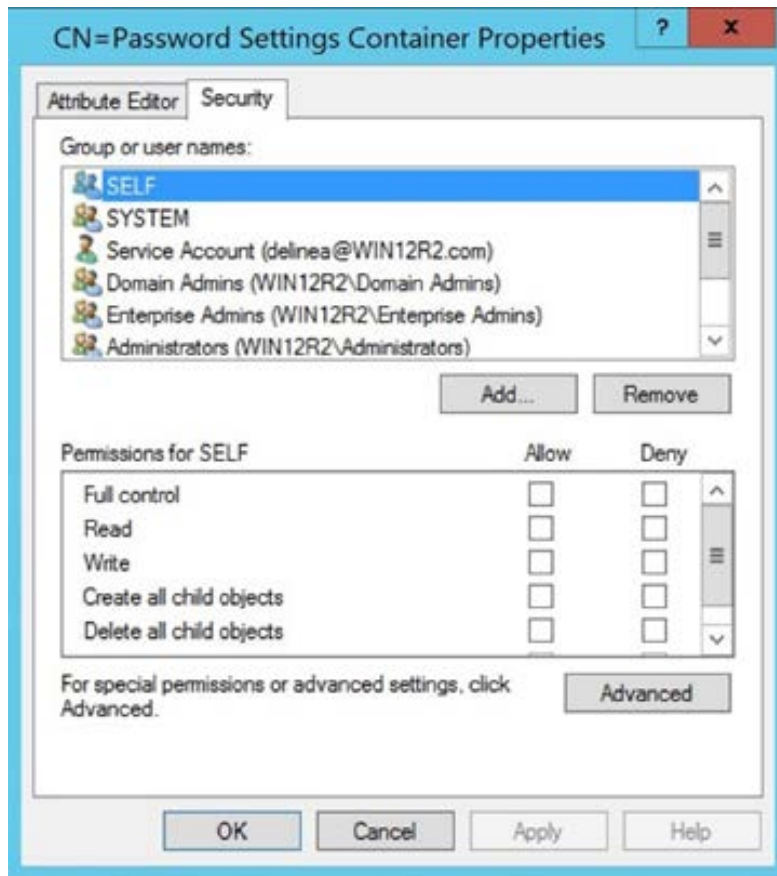 CN=Password Settings Container Properties
?
x
Attribute Editor
Security
Group or user names:
SELF
SYSTEM
Service Account (delinea@WIN12R2.com)
Domain Admins (WIN12R2\Domain Admins)
Enterprise Admins (WIN12R2\Enterprise Admins)
Administrators (WIN12R2\Administrators)
Add...
Remove
Permissions for SELF
Allow
Deny
Full control
Read
Write
Create all child objects
Delete all child objects
For special permissions or advanced settings, click
Advanced.
Advanced
OK
Cancel
Apply
Help